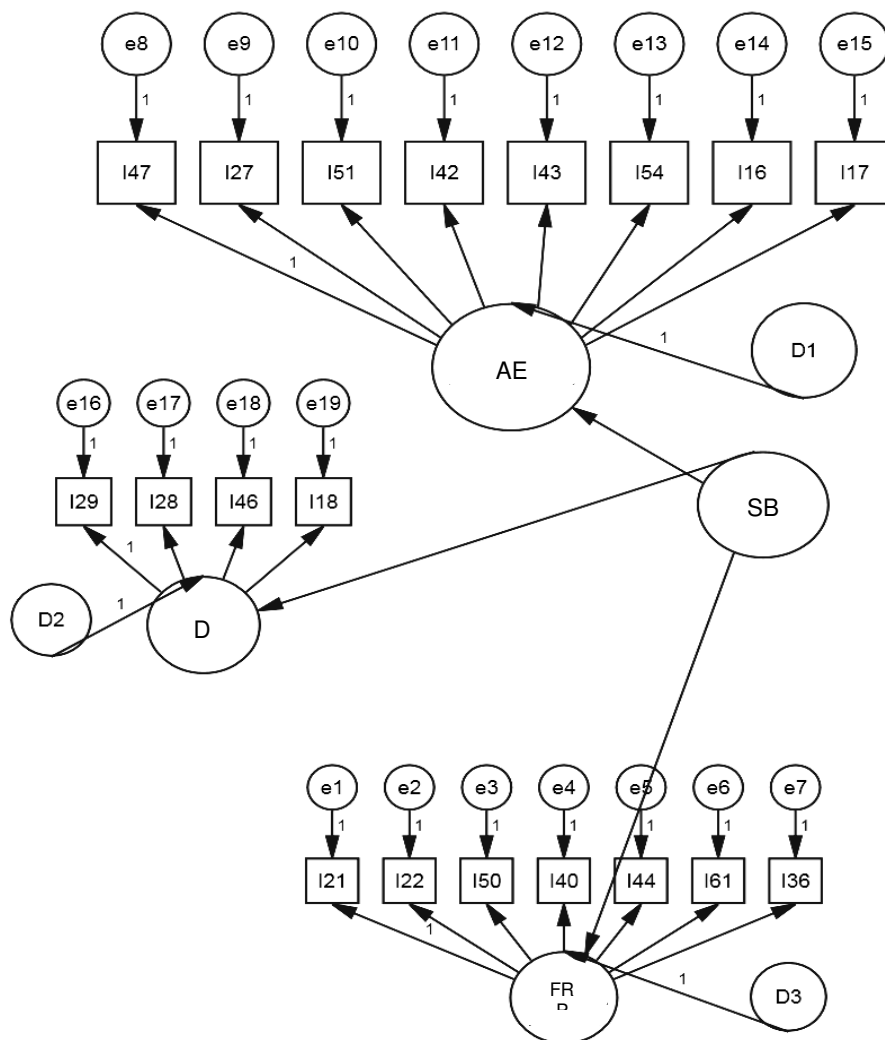 e8 e9 e10 e11 e12 e13 e14 e15
1 1 1 1 1 1 1 1
I47 I27 I51 I42 I43 I54 I16 I17
1
1
D1
AE
e16 e17 e18 e19
1 1 1 1
I29 I28 I46 I18
SB
1
1
D2
D
e1 e2 e3 e4 e5 e6 e7
1 1 1 1 1 1 1
I21 I22 I50 I40 I44 I61 I36
1
1
FR
D3